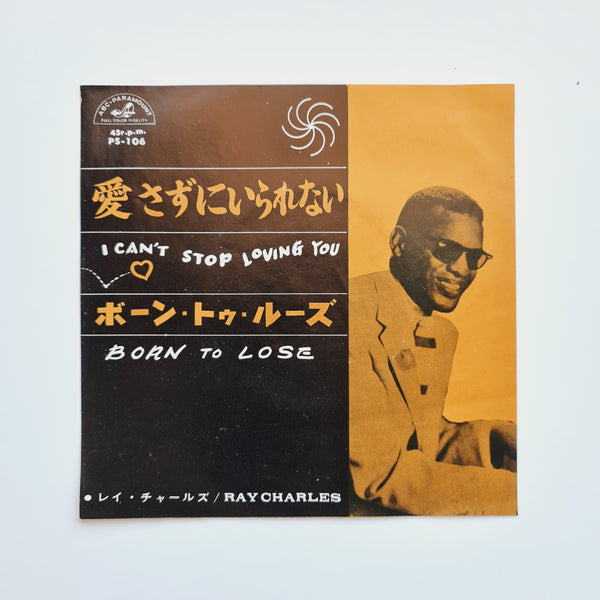 ABC-PARAMOUNT
FULL COLOR FIDELITY
45r.p.m.
PS-106
愛さずにいられない
I CAN'T STOP LOVING YOU
ボーン・トゥ・ルーズ
BORN TO LOSE
●レイ・チャールズ/RAY CHARLES